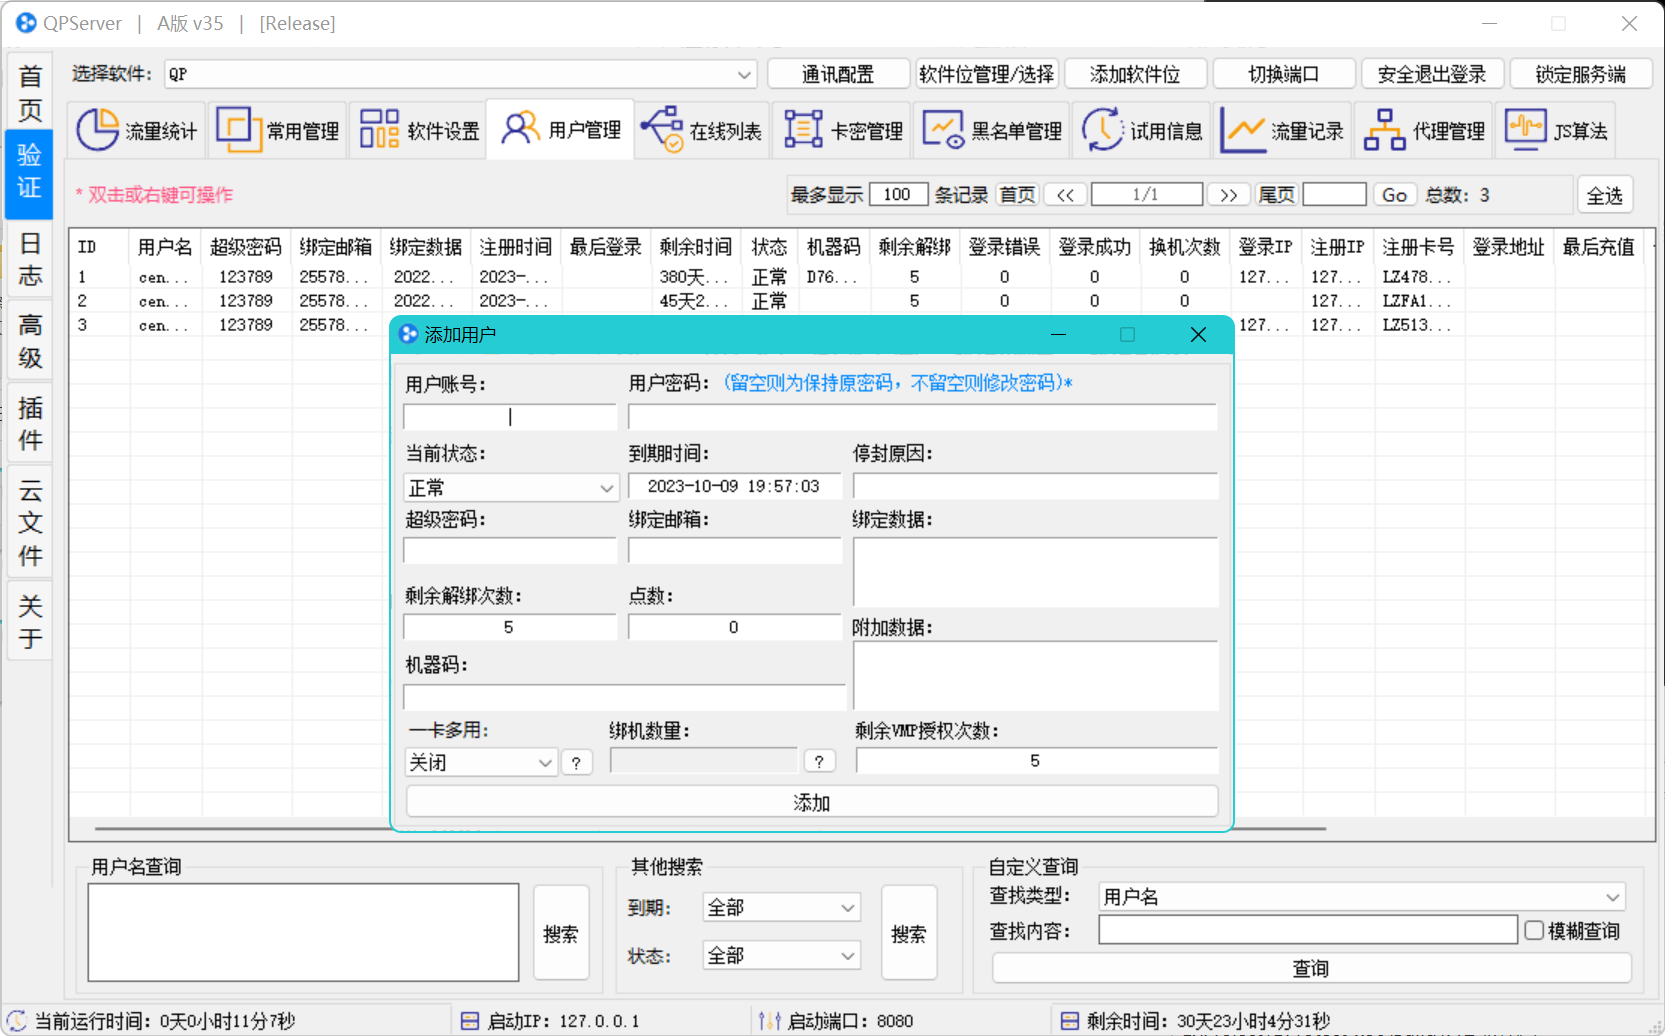 QPServer | A版 v35 | [Release]
首页
验证
日志
高级
插件
云文件
关于
选择软件: QP 通讯配置 软件位管理/选择 添加软件位 切换端口 安全退出登录 锁定服务端
流量统计 常用管理 软件设置 用户管理 在线列表 卡密管理 黑名单管理 试用信息 流量记录 代理管理 JS算法
* 双击或右键可操作 最多显示 100 条记录 首页 << 1/1 >> 尾页 Go 总数: 3 全选
ID 用户名 超级密码 绑定邮箱 绑定数据 注册时间 最后登录 剩余时间 状态 机器码 剩余解绑 登录错误 登录成功 换机次数 登录IP 注册IP 注册卡号 登录地址 最后充值
1 cen... 123789 25578... 2022... 2023-... 380天... 正常 D76... 5 0 0 0 127... 127... LZ478...
2 cen... 123789 25578... 2022... 2023-... 45天2... 正常 5 0 0 0 127... LZFA1...
3 cen... 123789 25578... 127... 127... LZ513...
添加用户
用户账号: 用户密码: (留空则为保持原密码，不留空则修改密码)*
当前状态: 到期时间: 停封原因:
正常 2023-10-09 19:57:03
超级密码: 绑定邮箱: 绑定数据:
剩余解绑次数: 点数:
5 0 附加数据:
机器码:
一卡多用: 绑机数量: 剩余VMP授权次数:
关闭 ? ? 5
添加
用户名查询 其他搜索 自定义查询
搜索
到期: 全部
状态: 全部
搜索
查找类型: 用户名
查找内容: 模糊查询
查询
当前运行时间: 0天0小时11分7秒 启动IP: 127.0.0.1 启动端口: 8080 剩余时间: 30天23小时4分31秒